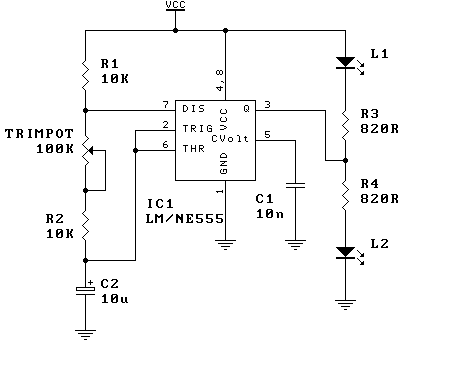 VCC
L1
R1
10K
4,8
7 DIS VCC Q 3
R3
820R
TRIMPOT
100K
2 TRIG
CVolt 5
6 THR
GND
1
R4
820R
C1
10n
IC1
LM/NE555
R2
10K
L2
+
C2
10u